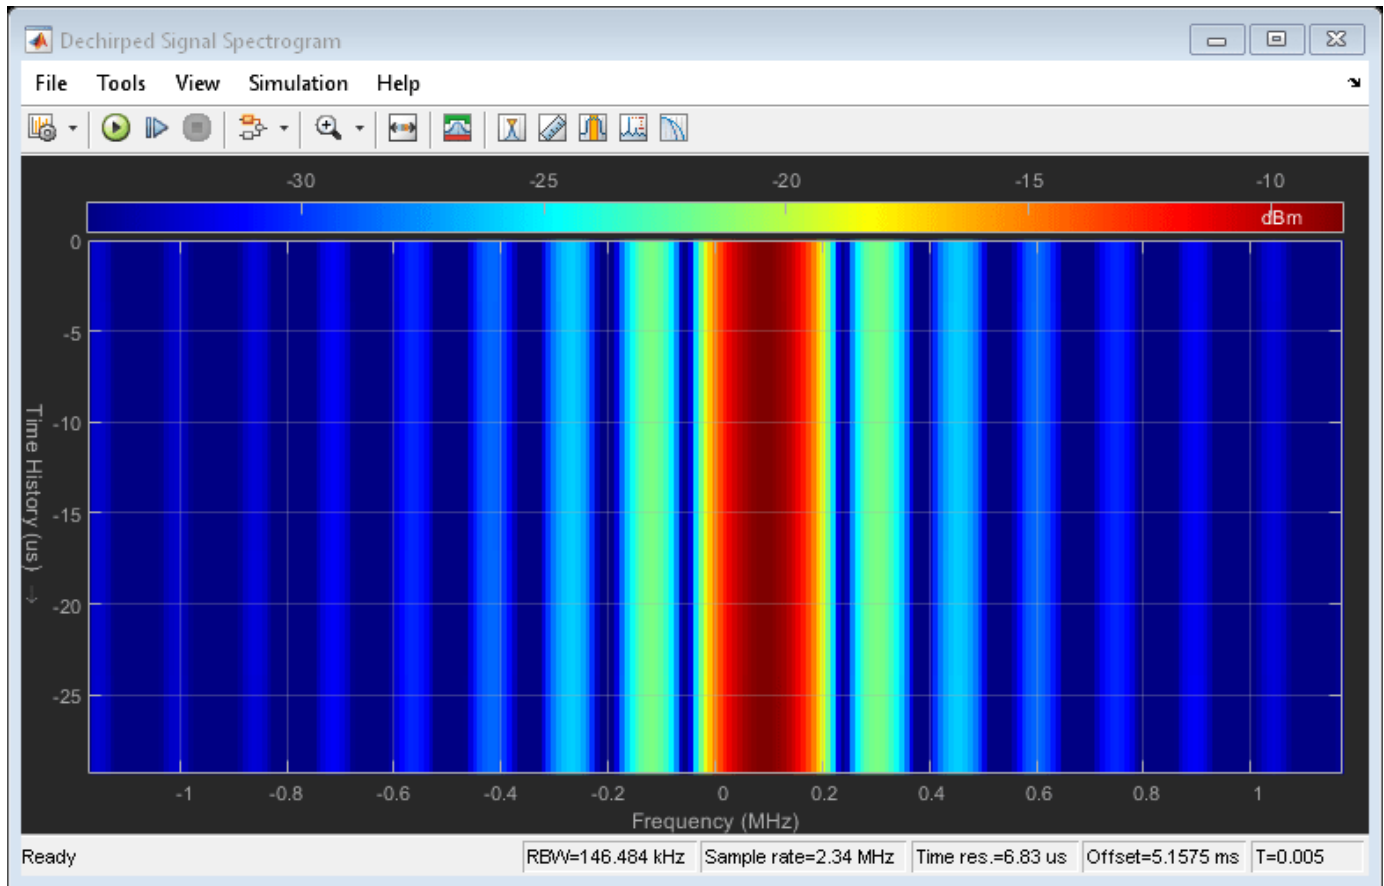 Dechirped Signal Spectrogram
File Tools View Simulation Help
-30 -25 -20 -15 -10
dBm
0
-5
-10
-15
-20
-25
Time History (us) →
-1 -0.8 -0.6 -0.4 -0.2 0 0.2 0.4 0.6 0.8 1
Frequency (MHz)
Ready RBW=146.484 kHz Sample rate=2.34 MHz Time res.=6.83 us Offset=5.1575 ms T=0.005